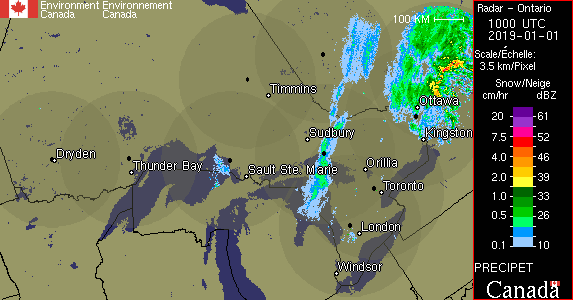 Environment Environnement
Canada Canada
100 KM
Timmins
Ottawa
Sudbury
Kingston
Dryden
Thunder Bay
Sault Ste. Marie
Orillia
Toronto
London
Windsor
Radar - Ontario
1000 UTC
2019-01-01
Scale/Échelle:
3.5 km/Pixel
Snow/Neige
cm/hr dBZ
20 61
7.5 52
4.0 46
2.0 39
1.0 33
0.5 26
0.1 10
PRECIPET
Canada